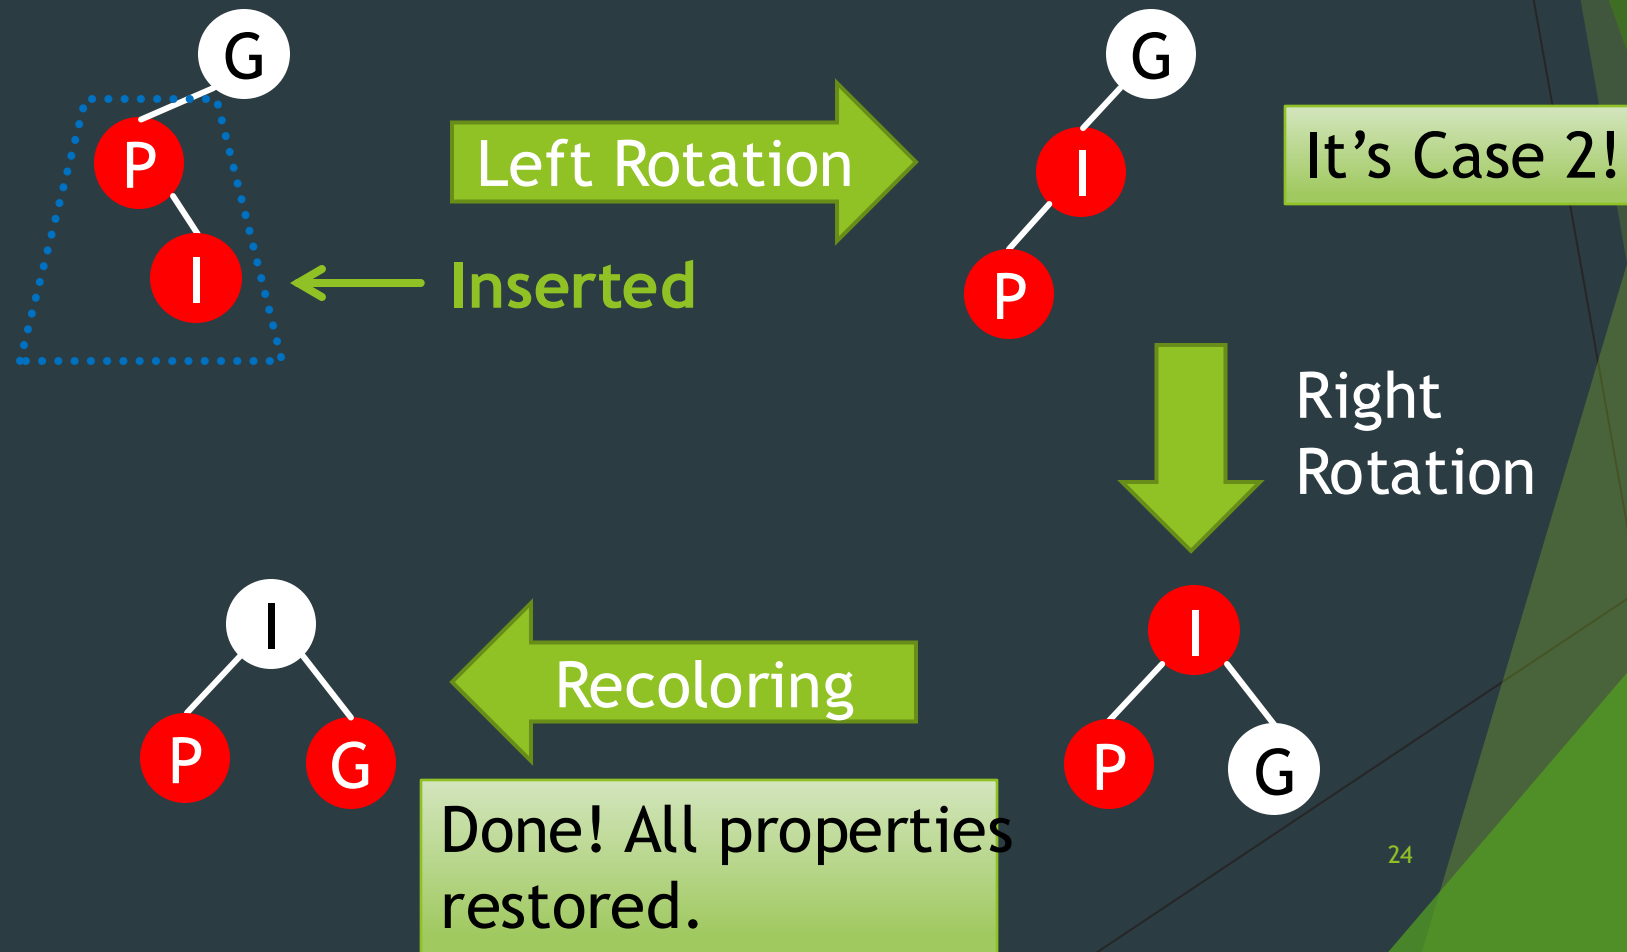 G
P
I
Left Rotation
Inserted
G
I
P
It's Case 2!
Right
Rotation
I
P
G
Recoloring
I
P
G
Done! All properties
restored.
24